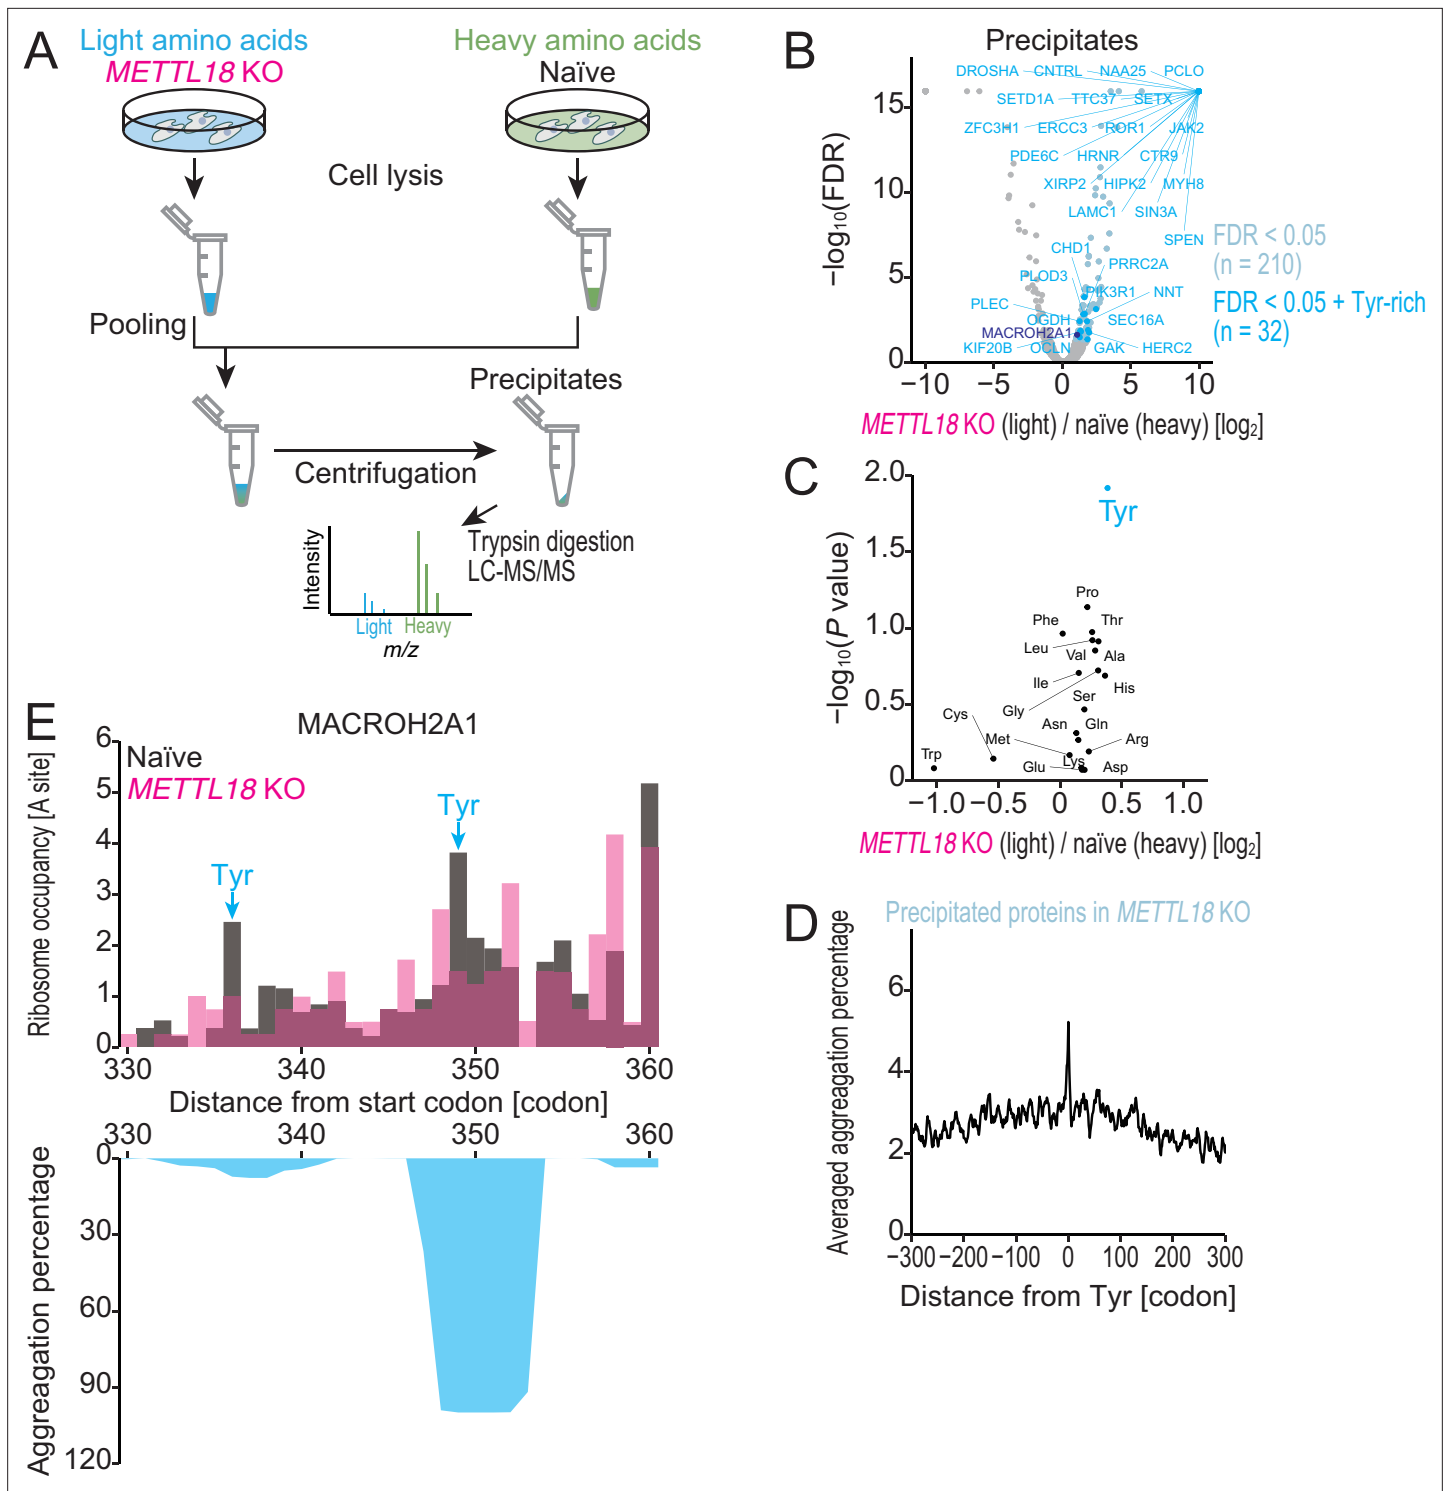 A
Light amino acids
METTL18 KO
Heavy amino acids
Naïve
Cell lysis
Pooling
Precipitates
Centrifugation
Trypsin digestion
LC-MS/MS
Intensity
Light
Heavy
m/z
B
Precipitates
DROSHA CNTRL NAA25 PCLO
SETD1A TTC37 SETX
ZFC3H1 ERCC3 ROR1 JAK2
PDE6C HRNR CTR9
XIRP2 HIPK2 MYH8
LAMC1 SIN3A
SPEN
CHD1
PRRC2A
PLOD3
PIK3R1 NNT
PLEC
OGDH SEC16A
MACROH2A1
KIF20B OCLN GAK HERC2
FDR < 0.05
(n = 210)
FDR < 0.05 + Tyr-rich
(n = 32)
−log10(FDR)
15
10
5
0
−10 −5 0 5 10
METTL18 KO (light) / naïve (heavy) [log2]
C
−log10(P value)
2.0
1.5
1.0
0.5
0
Tyr
Pro
Phe Thr
Leu
Val Ala
Ile
His
Ser
Gly
Cys
Asn Gln
Met Arg
Trp
Lys
Glu Asp
−1.0 −0.5 0 0.5 1.0
METTL18 KO (light) / naïve (heavy) [log2]
D
Precipitated proteins in METTL18 KO
Averaged aggreagation percentage
6
4
2
0
−300 −200 −100 0 100 200 300
Distance from Tyr [codon]
E
MACROH2A1
Naïve
METTL18 KO
Ribosome occupancy [A site]
6
5
4
3
2
1
0
Tyr
Tyr
330 340 350 360
Distance from start codon [codon]
330 340 350 360
Aggreagation percentage
0
30
60
90
120